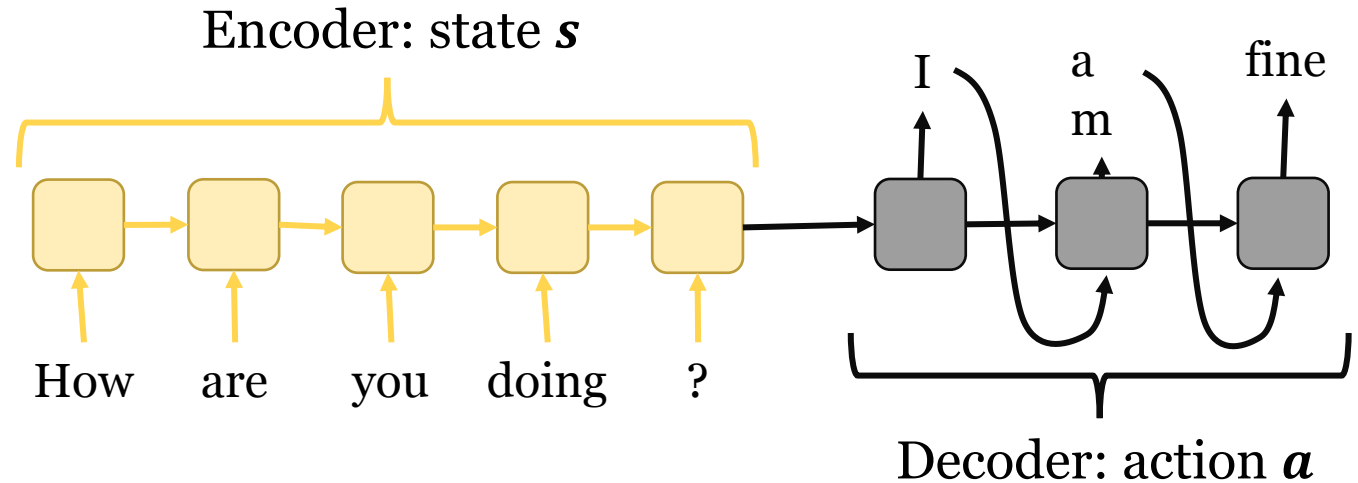 Encoder: state s
I
a
m
fine
How are you doing ?
Decoder: action a